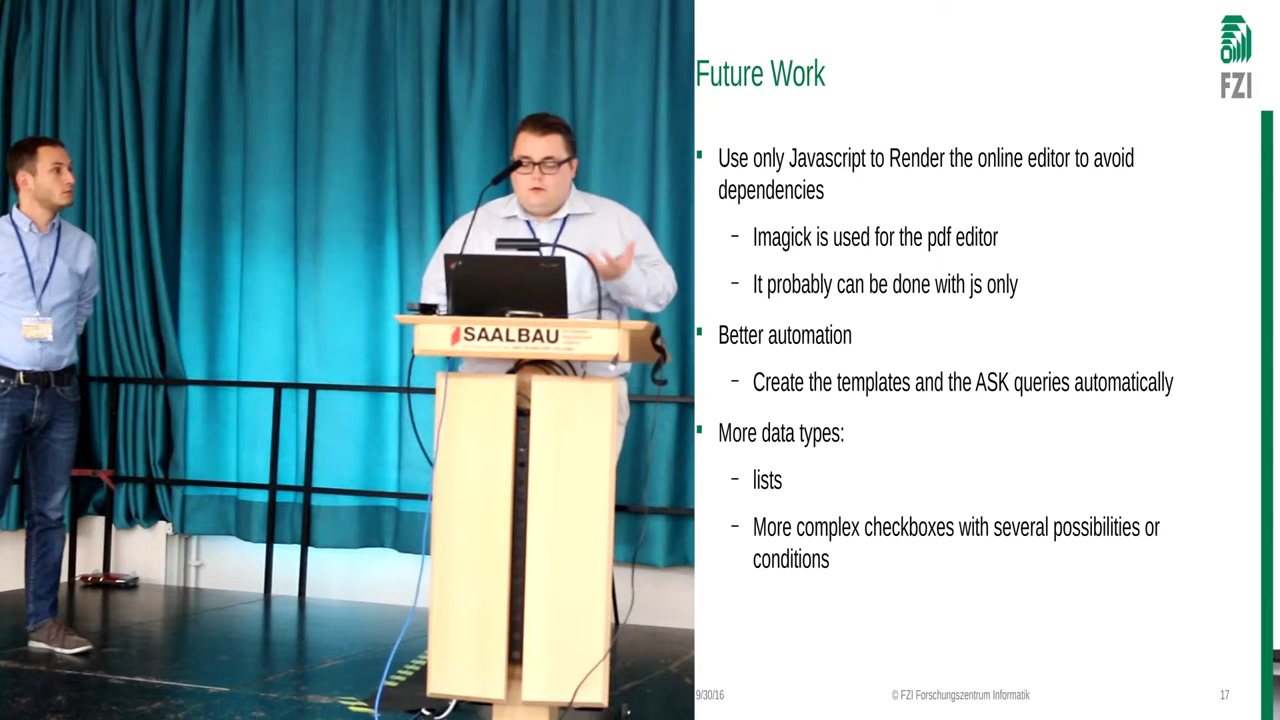 Future Work
FZI
Use only Javascript to Render the online editor to avoid
dependencies
– Imagick is used for the pdf editor
– It probably can be done with js only
Better automation
– Create the templates and the ASK queries automatically
More data types:
– lists
– More complex checkboxes with several possibilities or
conditions
9/30/16
© FZI Forschungszentrum Informatik
17
SAALBAU